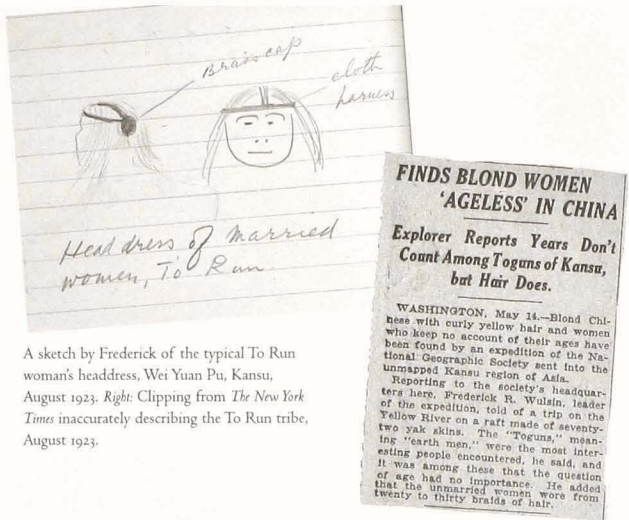 Brass cap
cloth
harness
Head dress of married
women, To Run
A sketch by Frederick of the typical To Run
woman's headdress, Wei Yuan Pu, Kansu,
August 1923. Right: Clipping from The New York
Times inaccurately describing the To Run tribe,
August 1923.
FINDS BLOND WOMEN
'AGELESS' IN CHINA
Explorer Reports Years Don't
Count Among Toguns of Kansu,
but Hair Does.
WASHINGTON, May 14.—Blond Chi-
nese with curly yellow hair and women
who keep no account of their ages have
been found by an expedition of the Na-
tional Geographic Society sent into the
unmapped Kansu region of Asia.
Reporting to the society's headquar-
ters here, Frederick R. Wulsin, leader
of the expedition, told of a trip on the
Yellow River on a raft made of seventy-
two yak skins. The "Toguns," mean-
ing "earth men," were the most inter-
esting people encountered, he said, and
it was among these that the question
of age had no importance. He added
that the unmarried women wore from
twenty to thirty braids of hair.